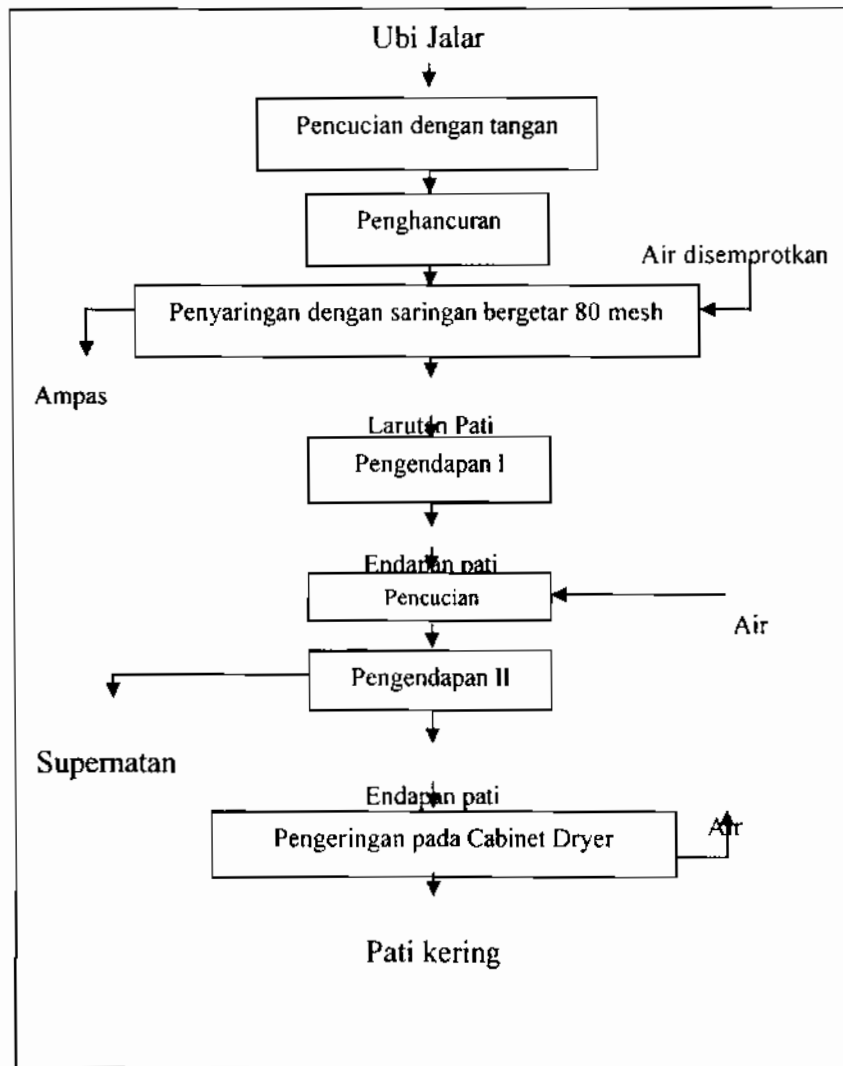 Ubi Jalar
Pencucian dengan tangan
Penghancuran
Air disemprotkan
Penyaringan dengan saringan bergetar 80 mesh
Ampas
Larutan Pati
Pengendapan I
Endapan pati
Pencucian
Air
Pengendapan II
Supernatan
Endapan pati
Air
Pengeringan pada Cabinet Dryer
Pati kering